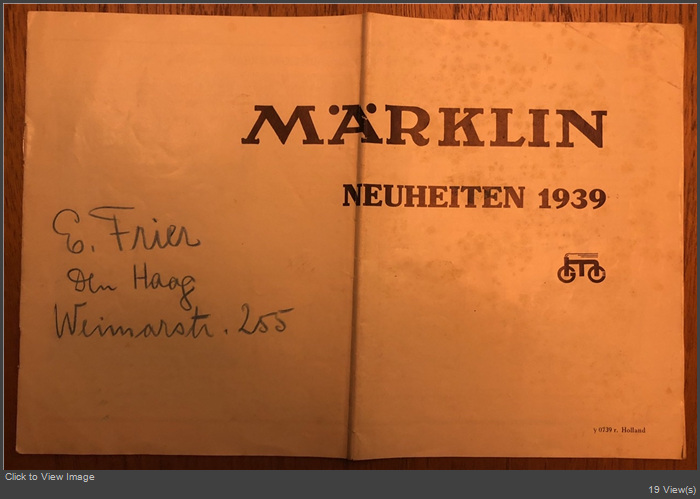 MÄRKLIN
NEUHEITEN 1939
E. Frier
Den Haag
Weimarstr. 255
y 0739 r. Holland
Click to View Image
19 View(s)